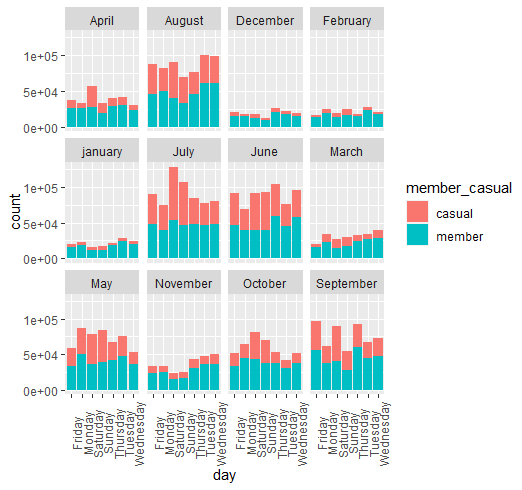 April August December February
1e+05
5e+04
0e+00
january July June March
1e+05
5e+04
0e+00
May November October September
1e+05
5e+04
0e+00
Friday Monday Saturday Sunday Thursday Tuesday Wednesday Friday Monday Saturday Sunday Thursday Tuesday Wednesday Friday Monday Saturday Sunday Thursday Tuesday Wednesday Friday Monday Saturday Sunday Thursday Tuesday Wednesday
day
count
member_casual
casual
member